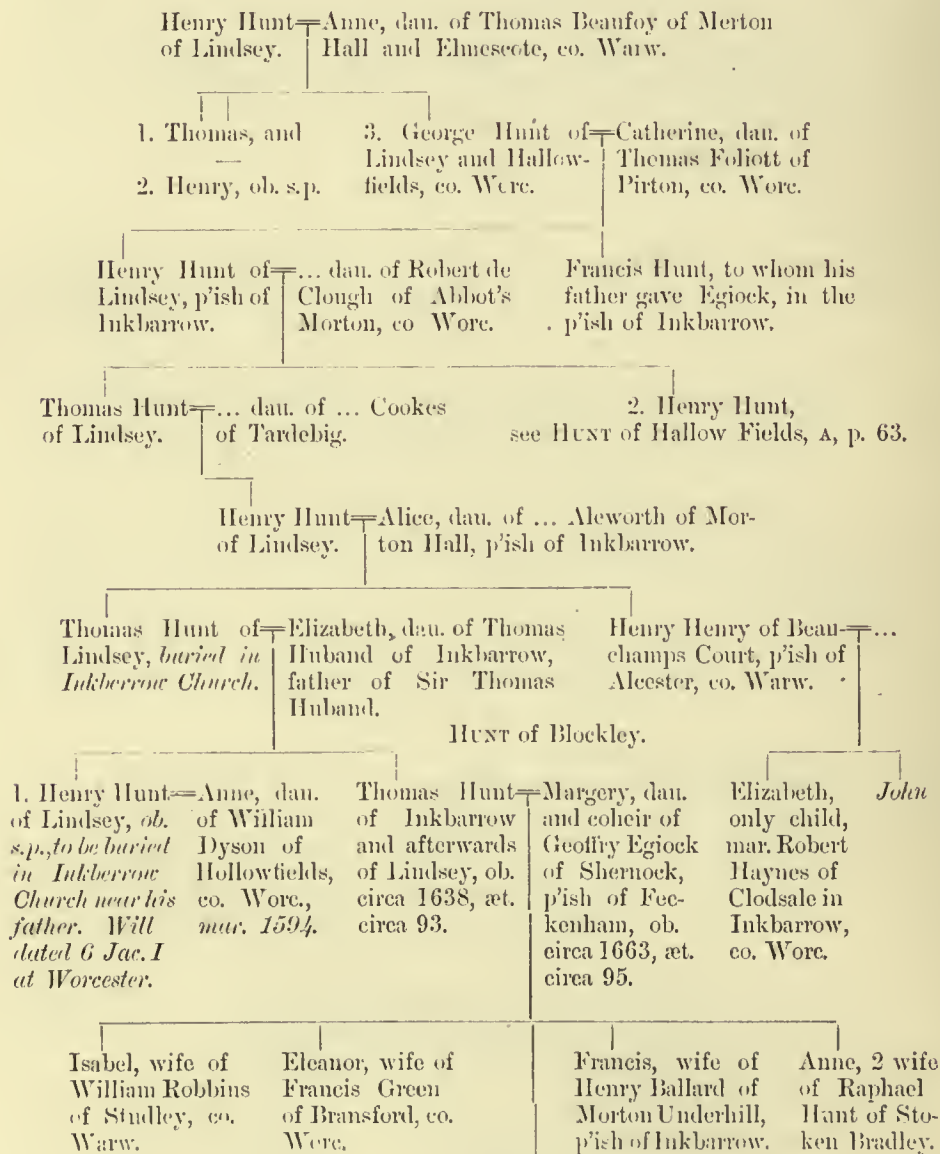 Henry Hunt=Anne, dau. of Thomas Beaufoy of Merton
of Lindsey. Hall and Elmescote, co. Warw.
1. Thomas, and
—
2. Henry, ob. s.p.
3. George Hunt of=Catherine, dau. of
Lindsey and Hallow- Thomas Foliott of
fields, co. Worc. Pirton, co. Worc.
Henry Hunt of=... dau. of Robert de
Lindsey, p'ish of Clough of Abbot's
Inkbarrow. Morton, co Worc.
Francis Hunt, to whom his
father gave Egiock, in the
p'ish of Inkbarrow.
Thomas Hunt=... dau. of ... Cookes
of Lindsey. of Tardebig.
2. Henry Hunt,
see HUNT of Hallow Fields, A, p. 63.
Henry Hunt=Alice, dau. of ... Aleworth of Mor-
of Lindsey. ton Hall, p'ish of Inkbarrow.
Thomas Hunt of=Elizabeth, dau. of Thomas
Lindsey, buried in Huband of Inkbarrow,
Inkberrow Church. father of Sir Thomas
Huband.
Henry Henry of Beau-=...
champs Court, p'ish of
Alcester, co. Warw.
HUNT of Blockley.
1. Henry Hunt=Anne, dau.
of Lindsey, ob. of William
s.p., to be buried Dyson of
in Inkberrow Hollowfields,
Church near his co. Worc.,
father. Will mar. 1594.
dated 6 Jac. I
at Worcester.
Thomas Hunt=Margery, dau.
of Inkbarrow and coheir of
and afterwards Geoffry Egiock
of Lindsey, ob. of Shernock,
circa 1638, æt. p'ish of Fec-
circa 93. kenham, ob.
circa 1663, æt.
circa 95.
Elizabeth,
only child,
mar. Robert
Haynes of
Clodsale in
Inkbarrow,
co. Worc.
John
Isabel, wife of
William Robbins
of Studley, co.
Warw.
Eleanor, wife of
Francis Green
of Bransford, co.
Worc.
Francis, wife of
Henry Ballard of
Morton Underhill,
p'ish of Inkbarrow.
Anne, 2 wife
of Raphael
Hunt of Sto-
ken Bradley.